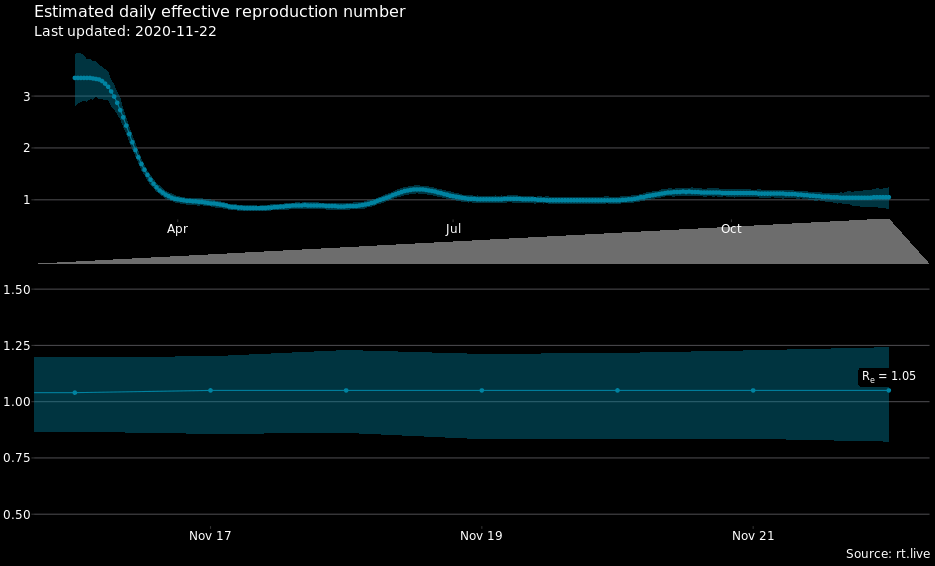 Estimated daily effective reproduction number
Last updated: 2020-11-22
3
2
1
Apr Jul Oct
1.50
1.25
Re = 1.05
1.00
0.75
0.50
Nov 17 Nov 19 Nov 21
Source: rt.live